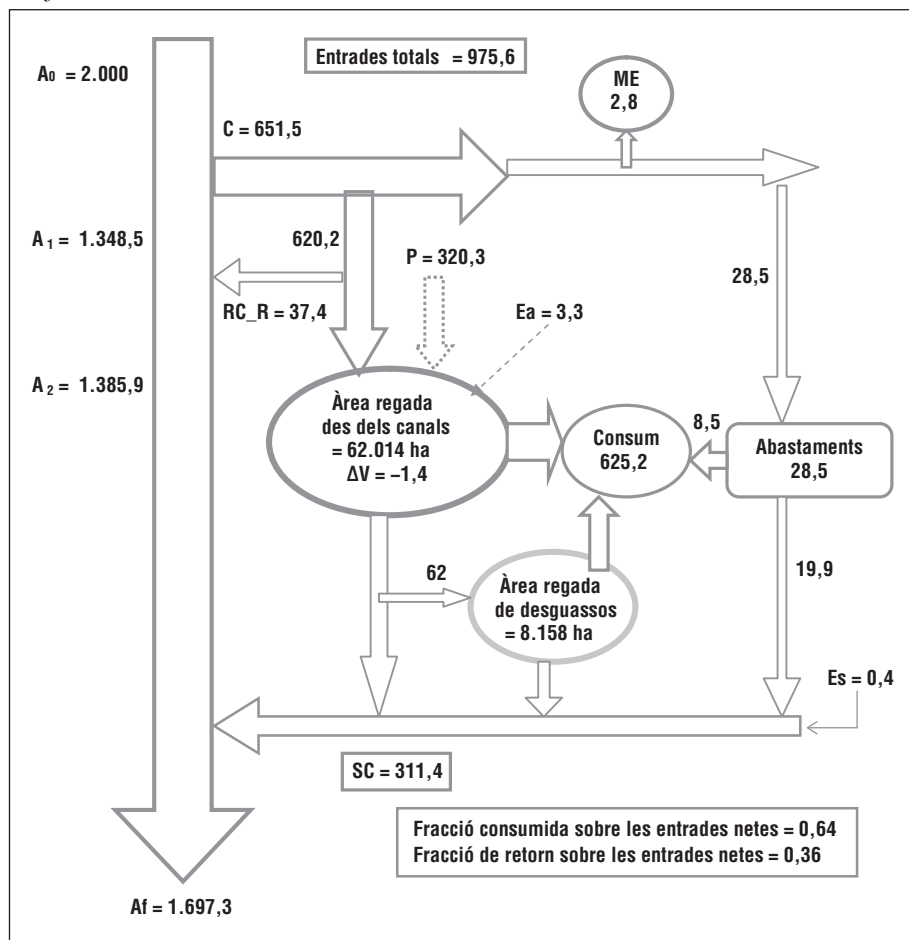 Entrades totals = 975,6
A0 = 2.000
ME
2,8
C = 651,5
A1 = 1.348,5
620,2
P = 320,3
28,5
RC_R = 37,4
Ea = 3,3
A2 = 1.385,9
Àrea regada
des dels canals
= 62.014 ha
ΔV = –1,4
Consum
625,2
8,5
Abastaments
28,5
62
Àrea regada
de desguassos
= 8.158 ha
19,9
Es = 0,4
SC = 311,4
Fracció consumida sobre les entrades netes = 0,64
Fracció de retorn sobre les entrades netes = 0,36
Af = 1.697,3